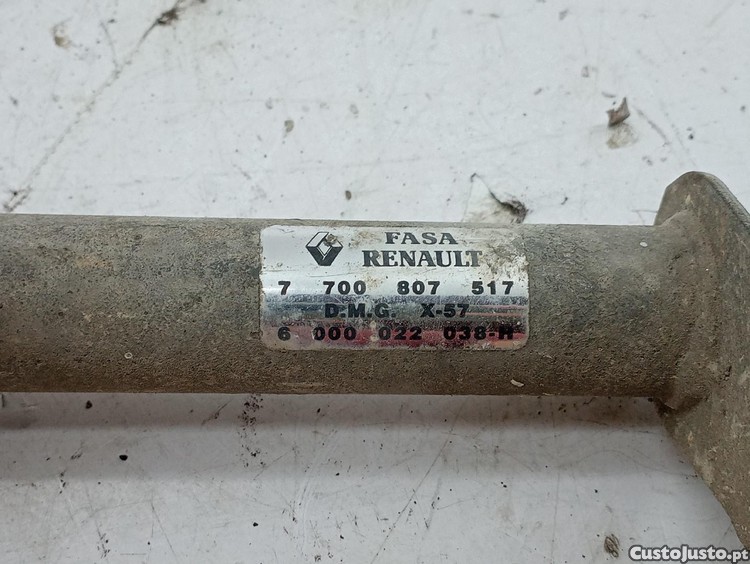 FASA
RENAULT
7 700 807 517
D.M.G. X-57
6 000 022 038-H
CustoJusto.pt